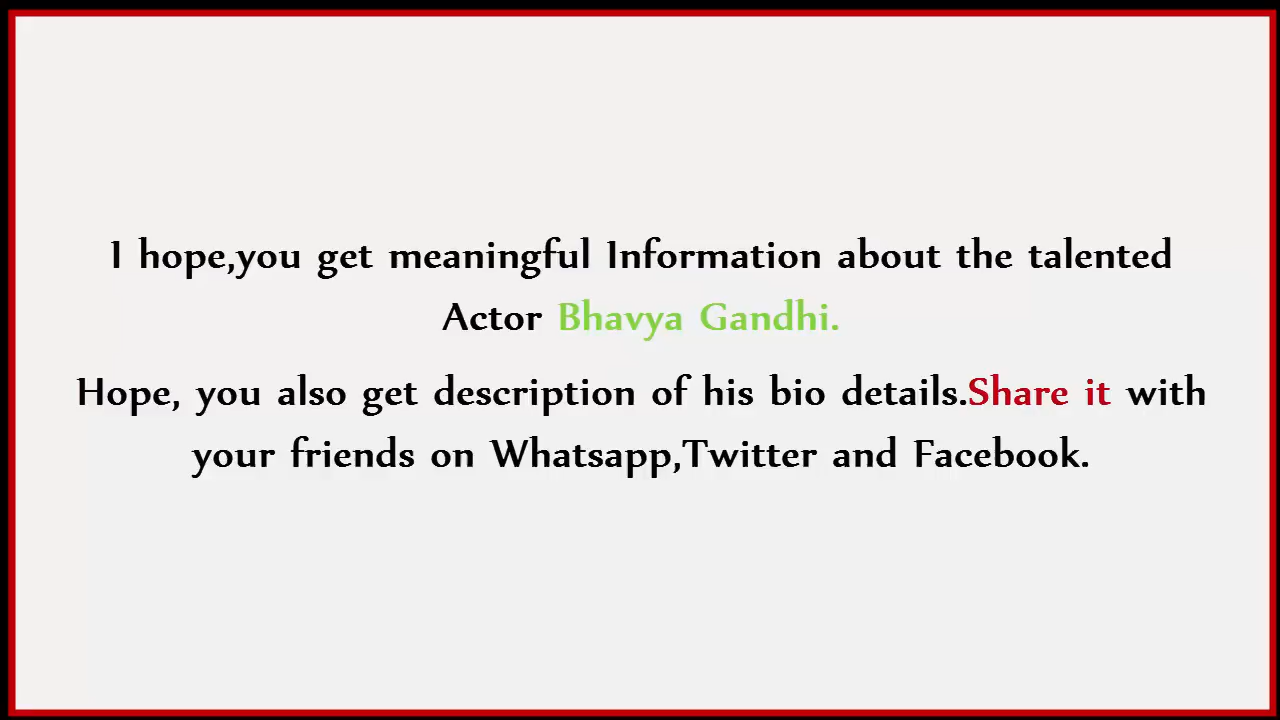 I hope,you get meaningful Information about the talented
Actor Bhavya Gandhi.
Hope, you also get description of his bio details.Share it with
your friends on Whatsapp,Twitter and Facebook.